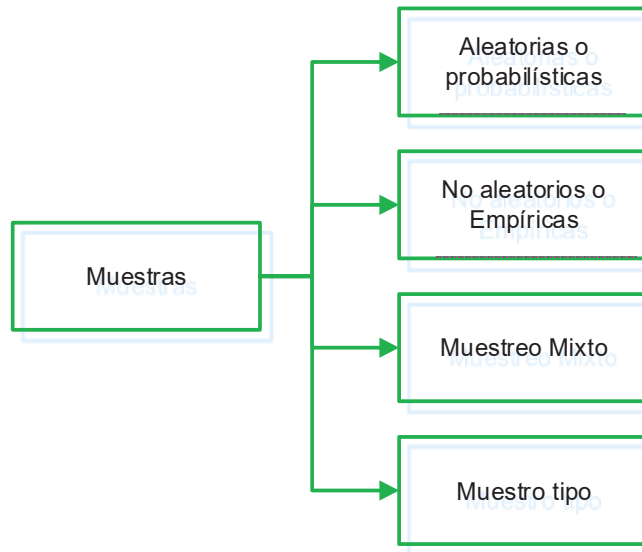 Aleatorias o
probabilísticas
No aleatorios o
Empíricas
Muestras
Muestreo Mixto
Muestro tipo